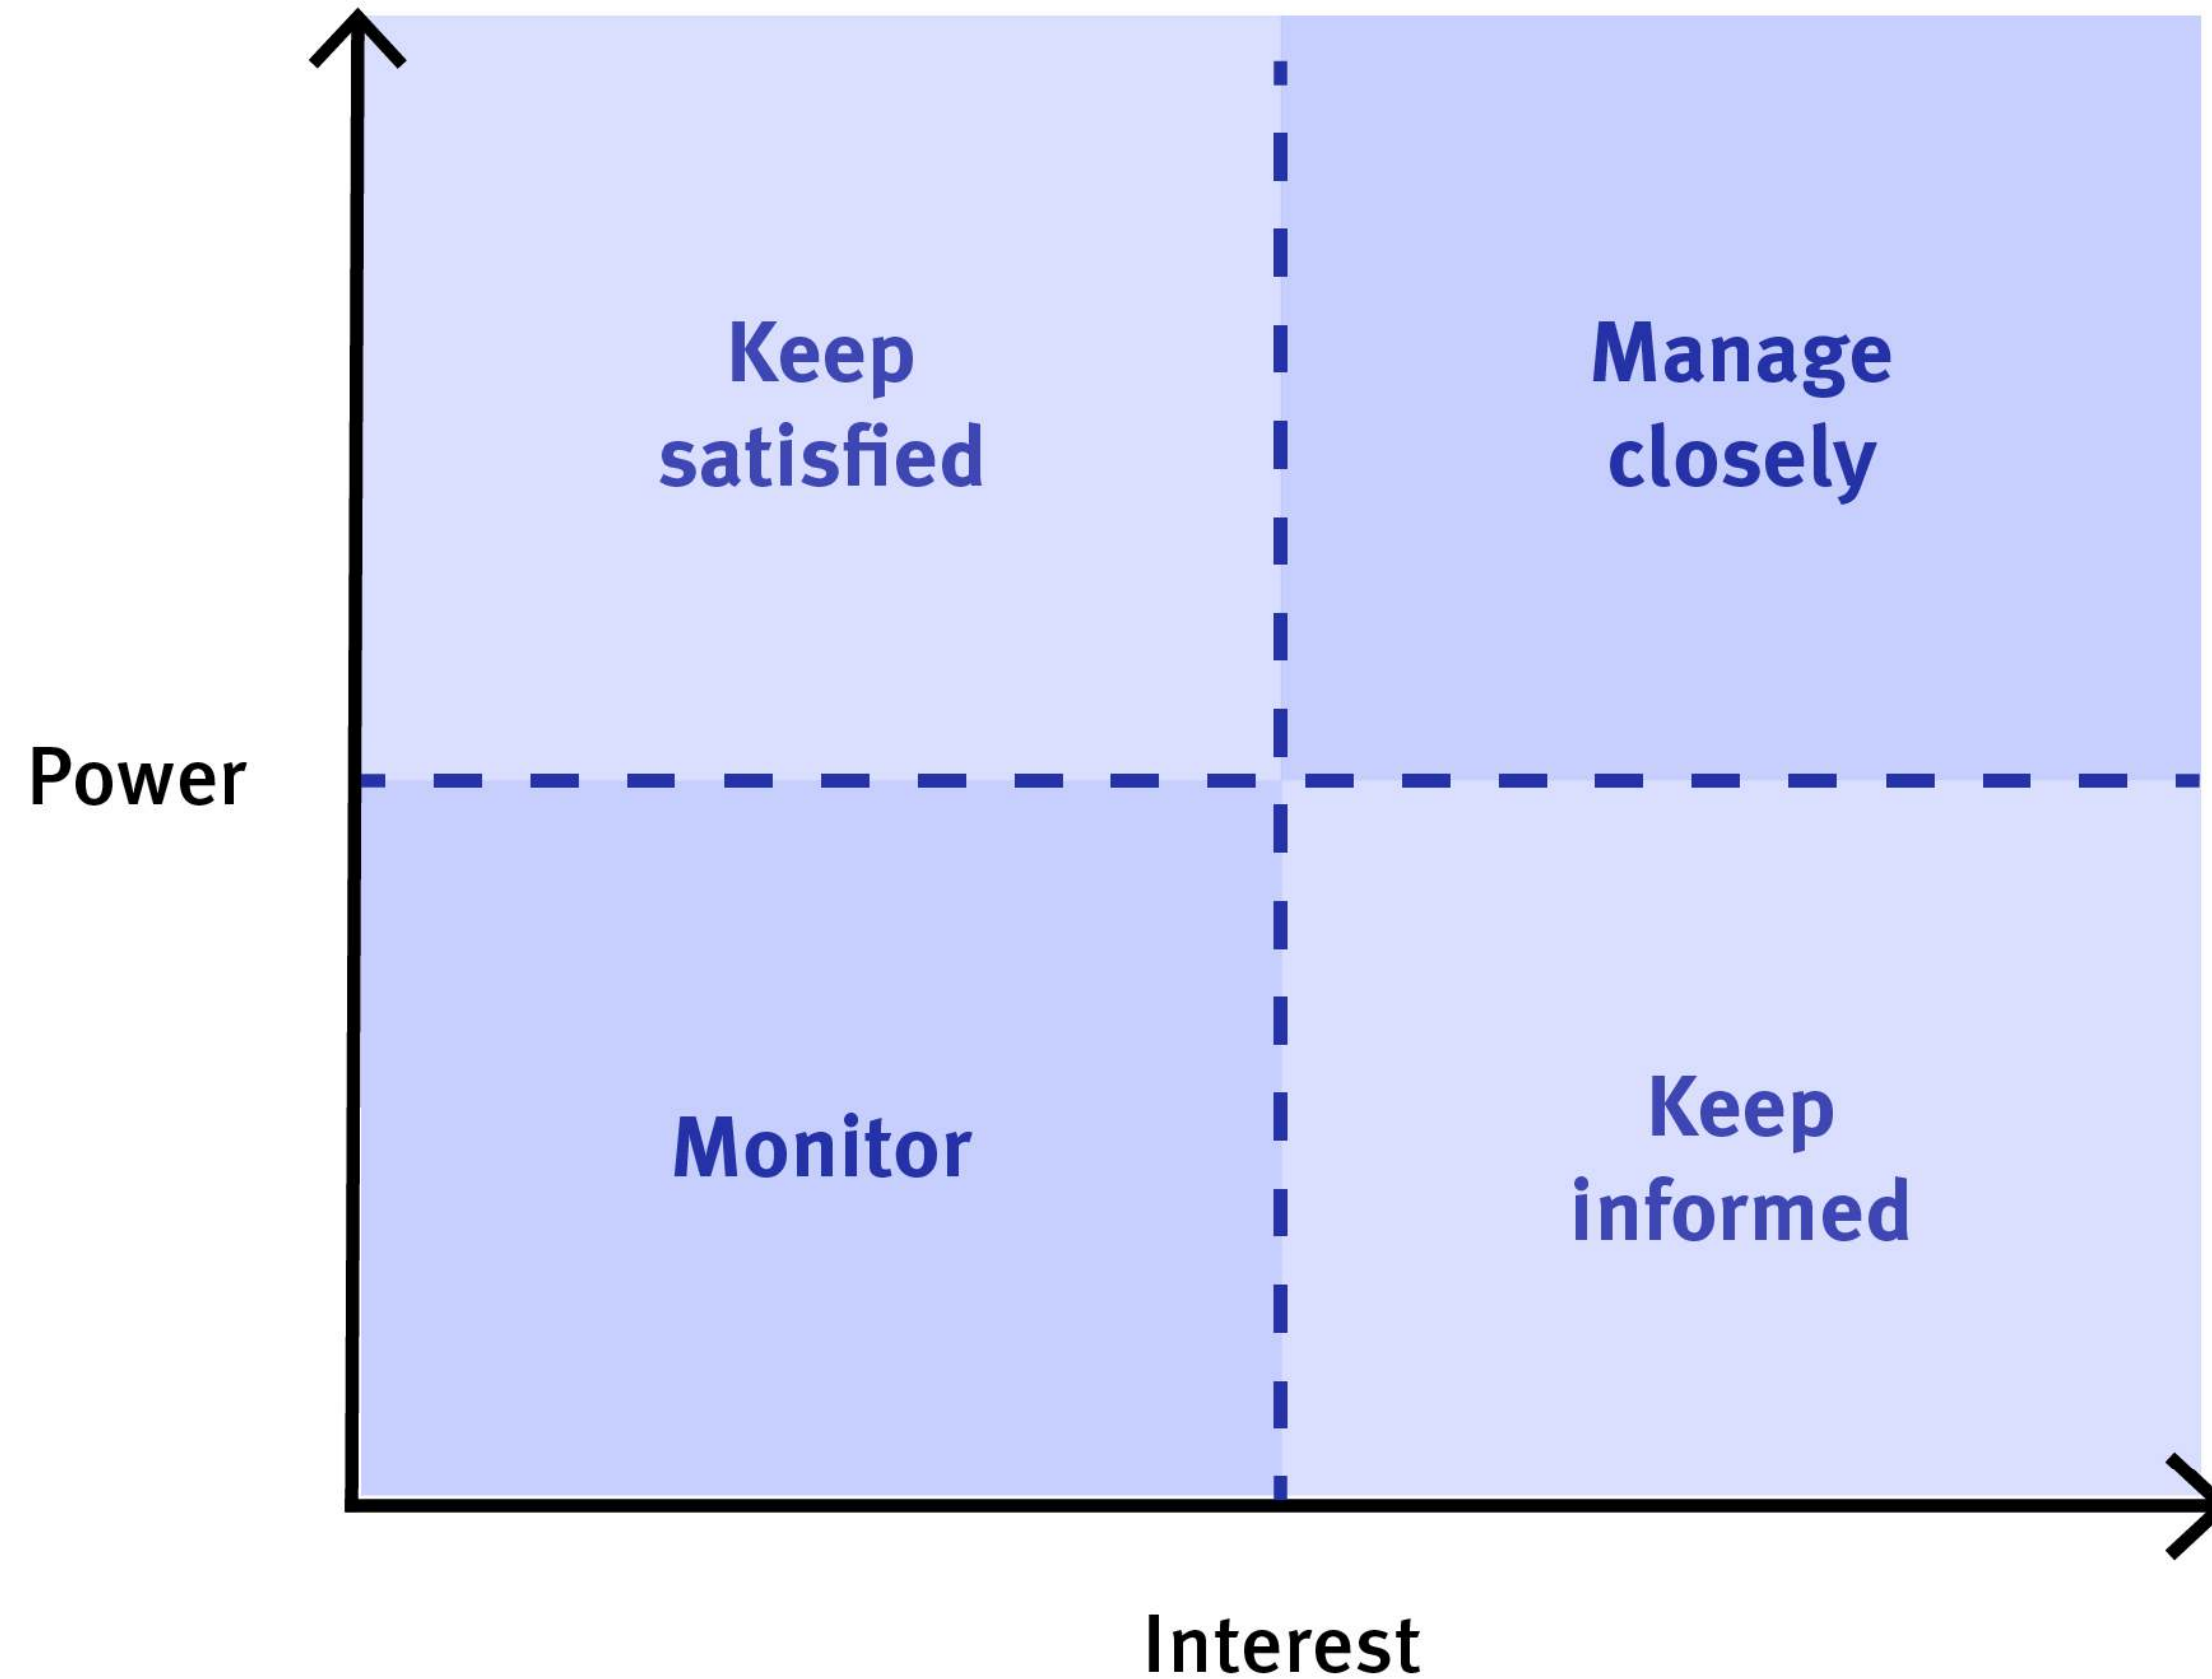 Keep
satisfied
Manage
closely
Power
Monitor
Keep
informed
Interest